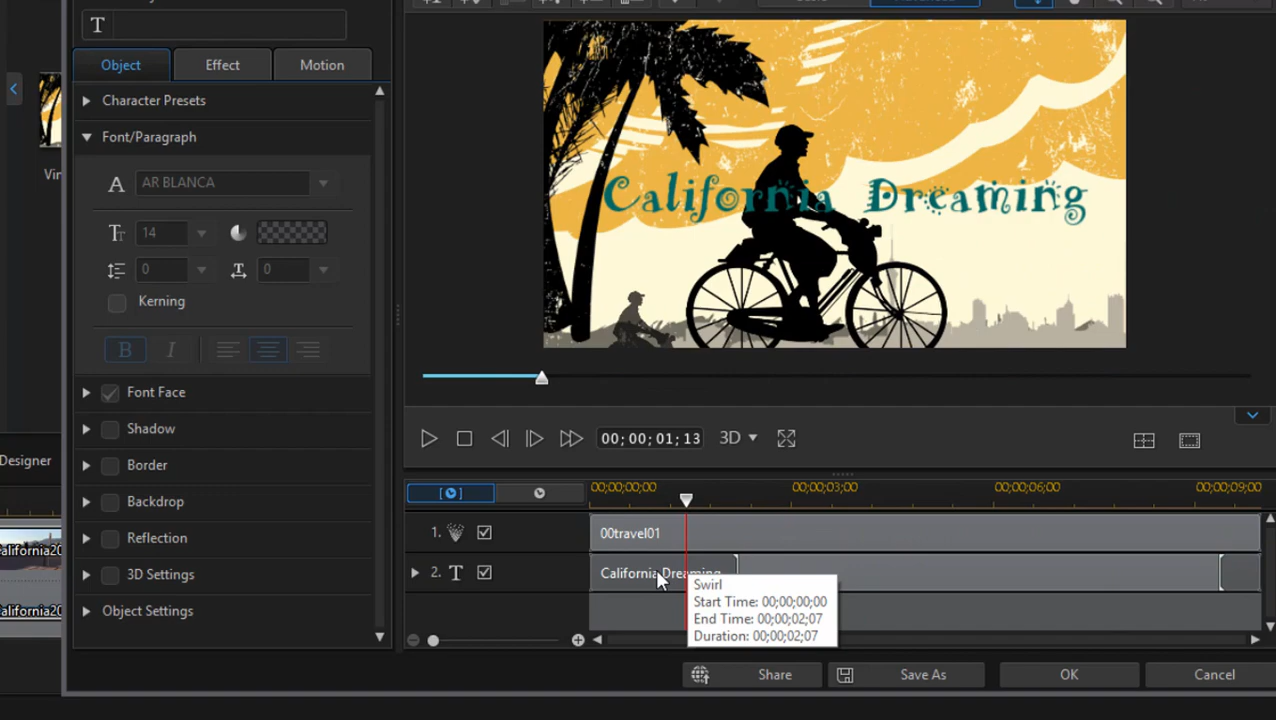 T
Object Effect Motion
Character Presets
Font/Paragraph
Vin
A AR BLANCA
14
0 0
Kerning
B I
Font Face
Shadow
Border
Designer
Backdrop
Reflection
3D Settings
Object Settings
California Dreaming
00;00;01;13 3D
00;00;00;00 00;00;03;00 00;00;06;00 00;00;09;00
1. 00travel01
2. T California Dreaming
Swirl
Start Time: 00;00;00;00
End Time: 00;00;02;07
Duration: 00;00;02;07
alifornia20
alifornia20
Share Save As OK Cancel